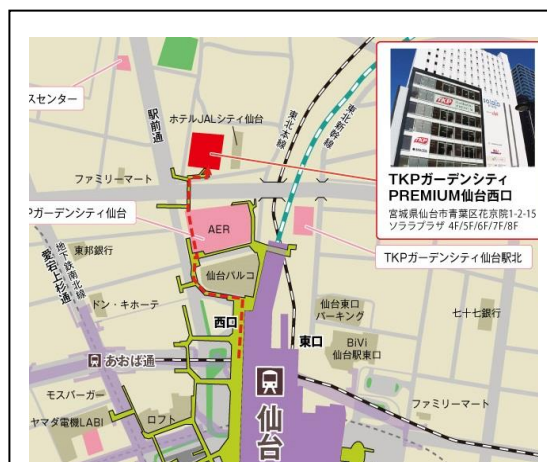 スセンター
駅前通
ホテルJALシティ仙台
東北本線
東北新幹線
TKP
TKPガーデンシティ
PREMIUM仙台西口
宮城県仙台市青葉区花京院1-2-15
ソララプラザ 4F/5F/6F/7F/8F
ファミリーマート
Pガーデンシティ仙台
AER
TKPガーデンシティ仙台駅北
東邦銀行
地下鉄南北線
愛宕上杉通
仙台パルコ
ドン・キホーテ
西口
東口
仙台東口
パーキング
七十七銀行
BiVi
仙台駅東口
あおば通
モスバーガー
ヤマダ電機LABI
ロフト
仙台
ファミリーマート